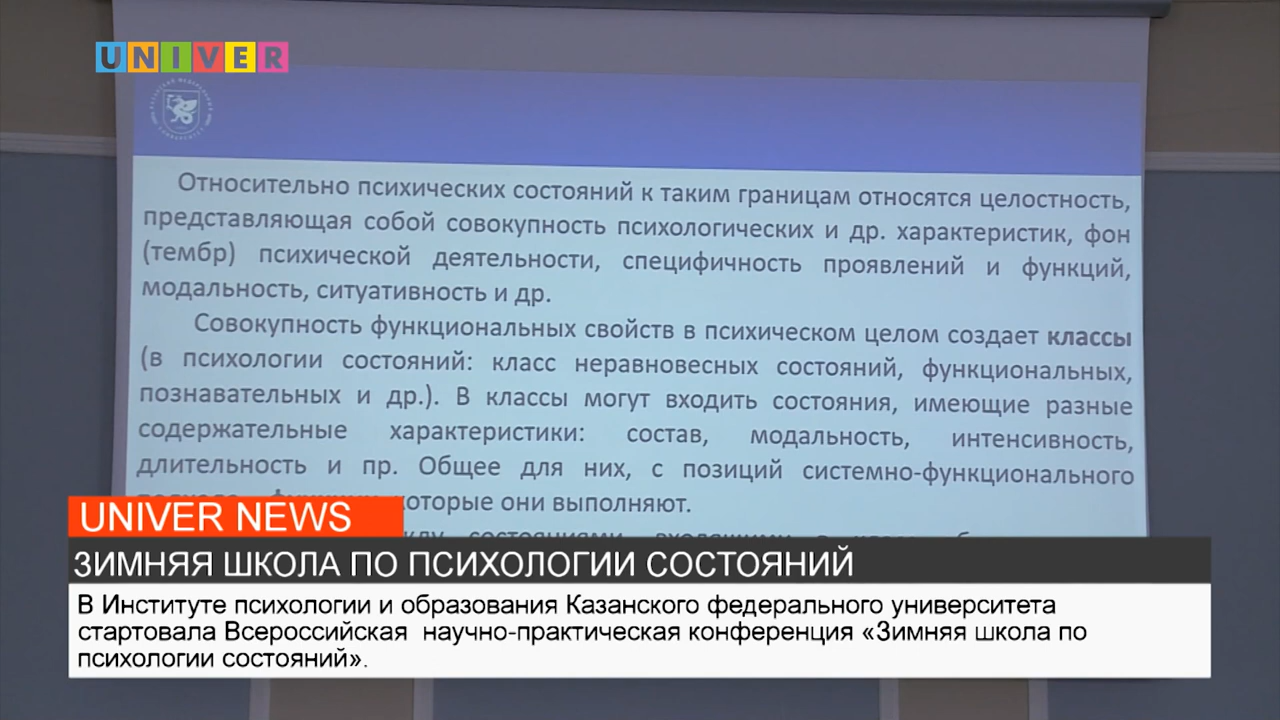 UNIVER
Относительно психических состояний к таким границам относятся целостность,
представляющая собой совокупность психологических и др. характеристик, фон
(тембр) психической деятельности, специфичность проявлений и функций,
модальность, ситуативность и др.
Совокупность функциональных свойств в психическом целом создает классы
(в психологии состояний: класс неравновесных состояний, функциональных,
познавательных и др.). В классы могут входить состояния, имеющие разные
содержательные характеристики: состав, модальность, интенсивность,
длительность и пр. Общее для них, с позиций системно-функционального
которые они выполняют.
UNIVER NEWS
ЗИМНЯЯ ШКОЛА ПО ПСИХОЛОГИИ СОСТОЯНИЙ
В Институте психологии и образования Казанского федерального университета
стартовала Всероссийская научно-практическая конференция «Зимняя школа по
психологии состояний».